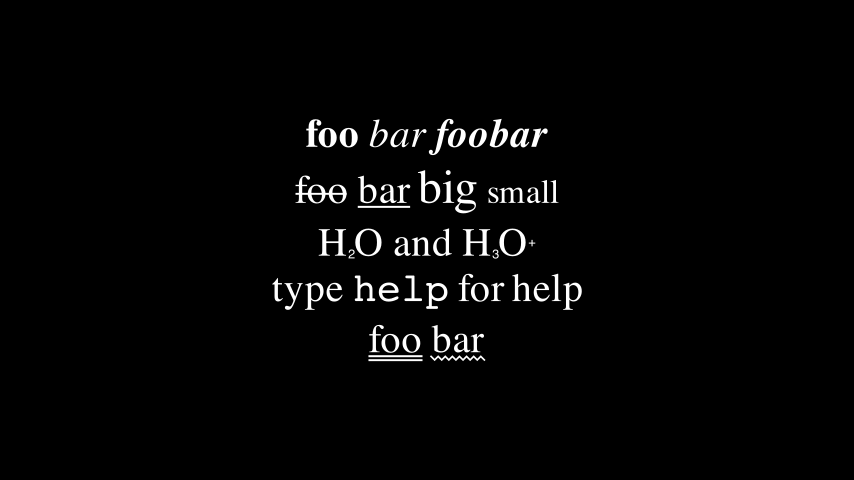 foo bar foobar
foo bar big small
H₂O and H₃O⁺
type help for help
foo bar